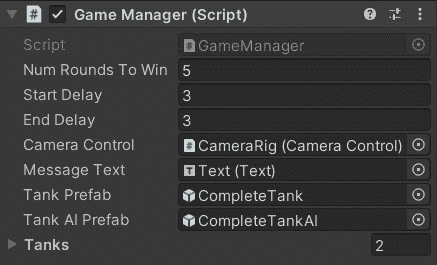 Game Manager (Script)
Script GameManager
Num Rounds To Win 5
Start Delay 3
End Delay 3
Camera Control CameraRig (Camera Control)
Message Text Text (Text)
Tank Prefab CompleteTank
Tank AI Prefab CompleteTankAI
Tanks 2